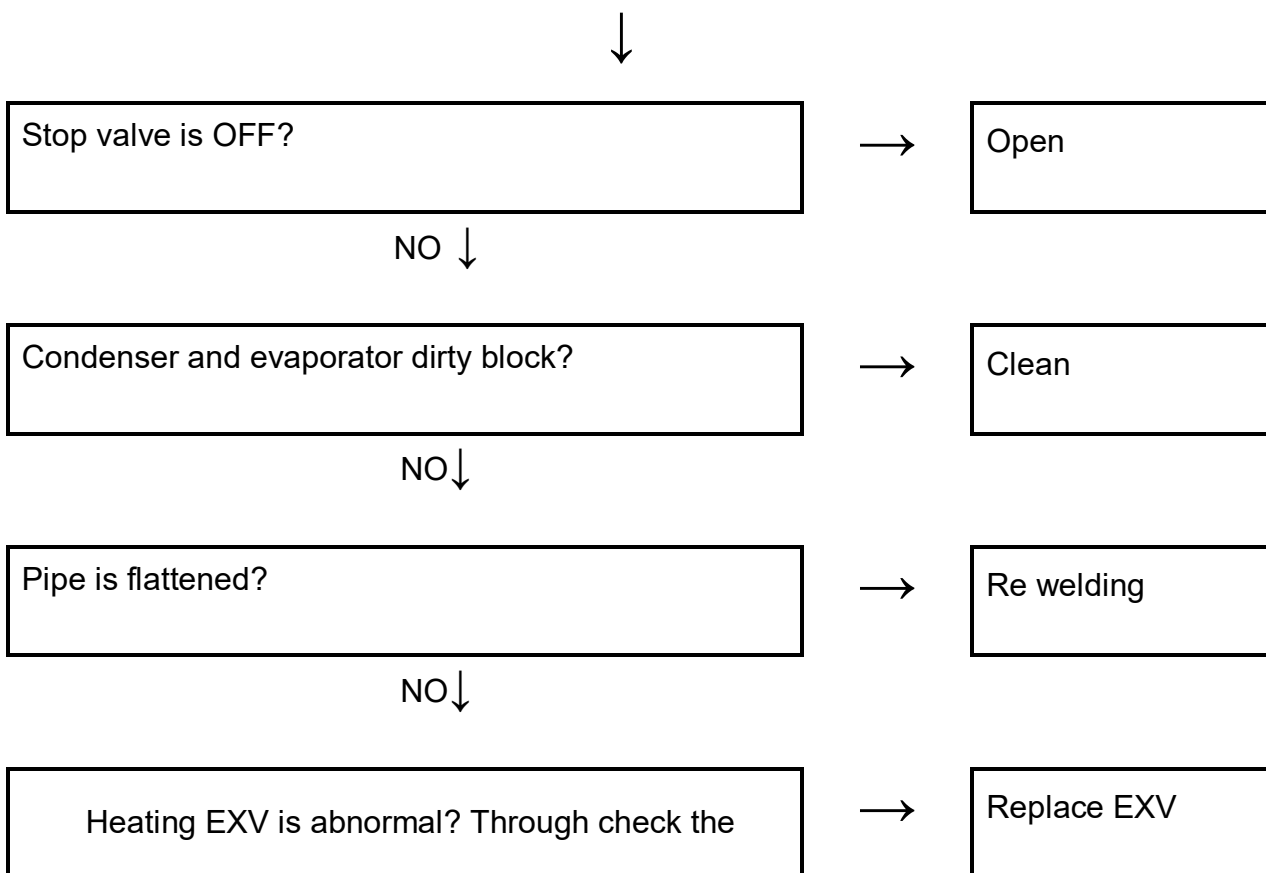 Stop valve is OFF?
Open
NO
Condenser and evaporator dirty block?
Clean
NO
Pipe is flattened?
Re welding
NO
Heating EXV is abnormal? Through check the
Replace EXV